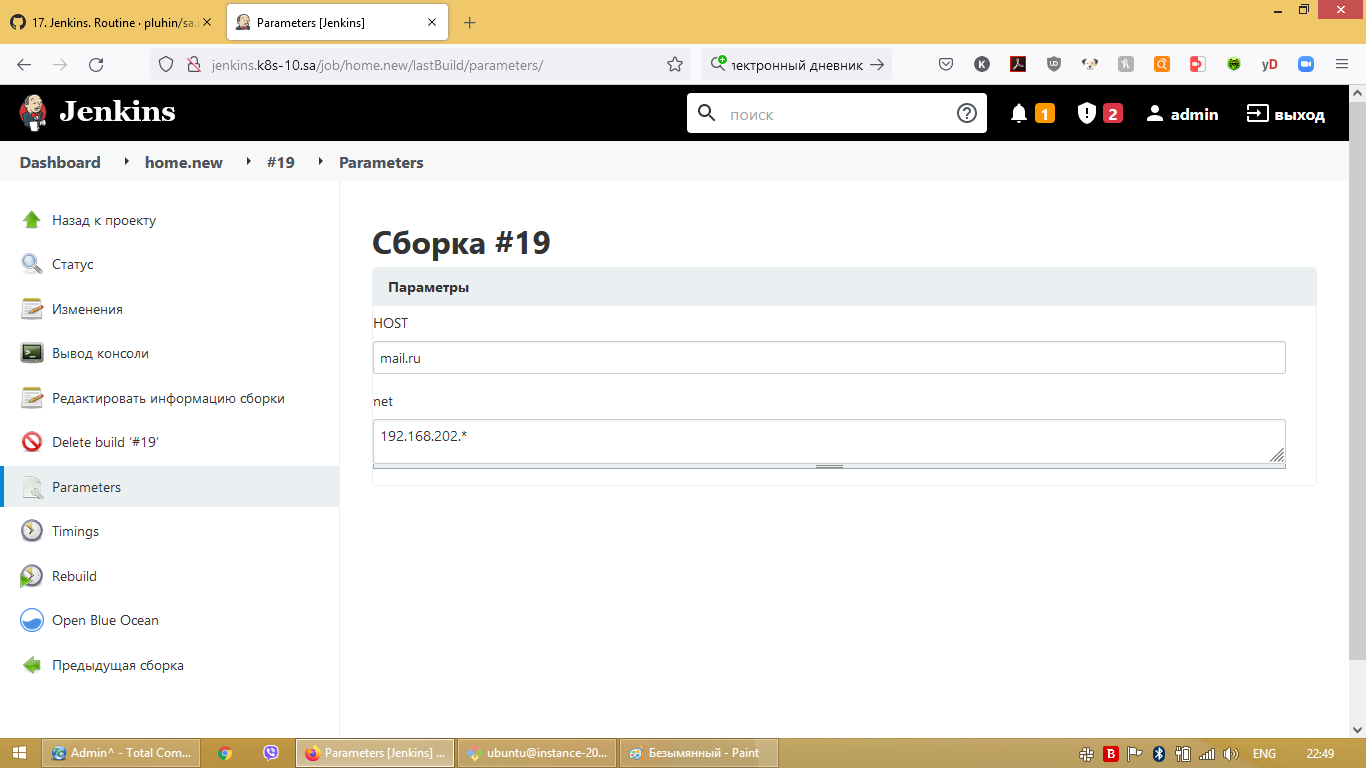 17. Jenkins. Routine · pluhin/sa.
Parameters [Jenkins]
jenkins.k8s-10.sa/job/home.new/lastBuild/parameters/
лектронный дневник
Jenkins
поиск
1
2
admin
выход
Dashboard
home.new
#19
Parameters
Назад к проекту
Статус
Изменения
Вывод консоли
Редактировать информацию сборки
Delete build ‘#19’
Parameters
Timings
Rebuild
Open Blue Ocean
Предыдущая сборка
Сборка #19
Параметры
HOST
mail.ru
net
192.168.202.*
Admin^ - Total Com...
Parameters [Jenkins] ...
ubuntu@instance-20...
Безымянный - Paint
ENG
22:49